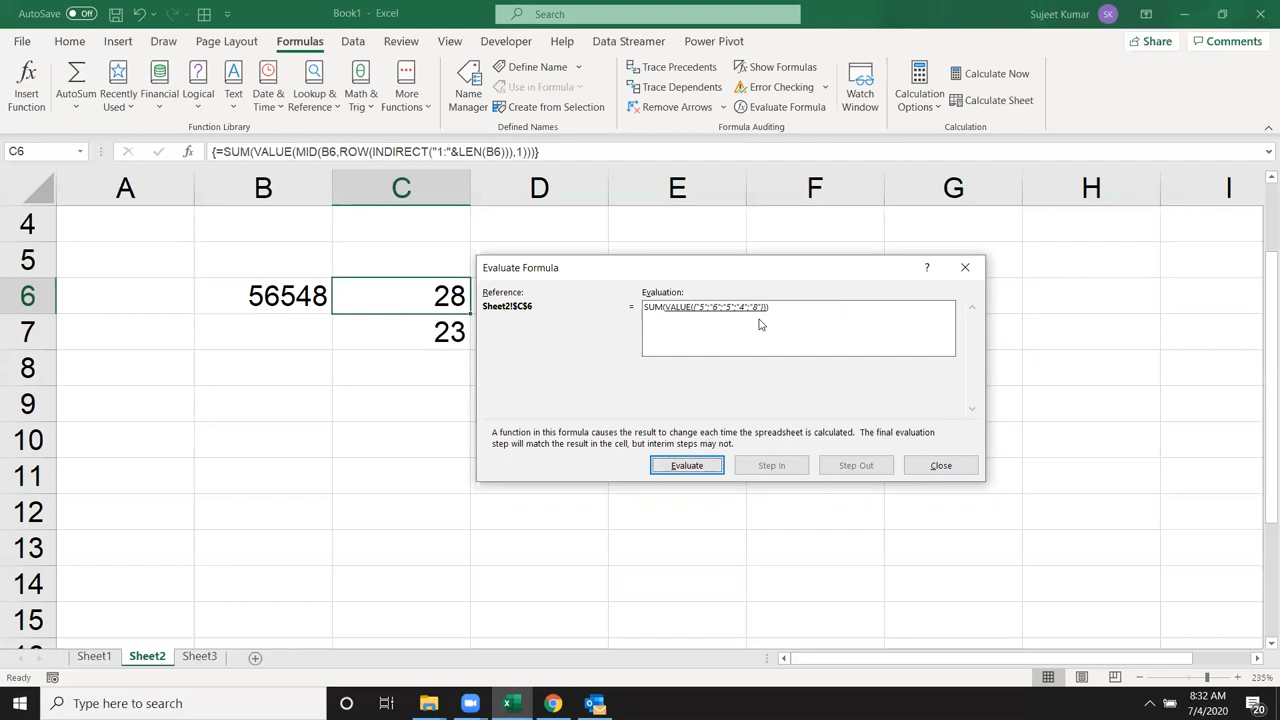 AutoSave Off Book1 - Excel Search Sujeet Kumar SK
File Home Insert Draw Page Layout Formulas Data Review View Developer Help Data Streamer Power Pivot Share Comments
Insert Function
AutoSum
Recently Used
Financial
Logical
Text
Date & Time
Lookup & Reference
Math & Trig
More Functions
Function Library
Name Manager
Define Name
Use in Formula
Create from Selection
Defined Names
Trace Precedents
Trace Dependents
Remove Arrows
Show Formulas
Error Checking
Evaluate Formula
Watch Window
Formula Auditing
Calculation Options
Calculate Now
Calculate Sheet
Calculation
C6 fx {=SUM(VALUE(MID(B6,ROW(INDIRECT("1:"&LEN(B6))),1)))}
A B C D E F G H I
4
5
6 56548 28
7 23
8
9
10
11
12
13
14
15
Evaluate Formula ?
Reference: Evaluation:
Sheet2!$C$6 = SUM(VALUE({"5";"6";"5";"4";"8"}))
A function in this formula causes the result to change each time the spreadsheet is calculated. The final evaluation
step will match the result in the cell, but interim steps may not.
Evaluate Step In Step Out Close
Sheet1 Sheet2 Sheet3
Ready 235%
Type here to search
8:32 AM
7/4/2020
20